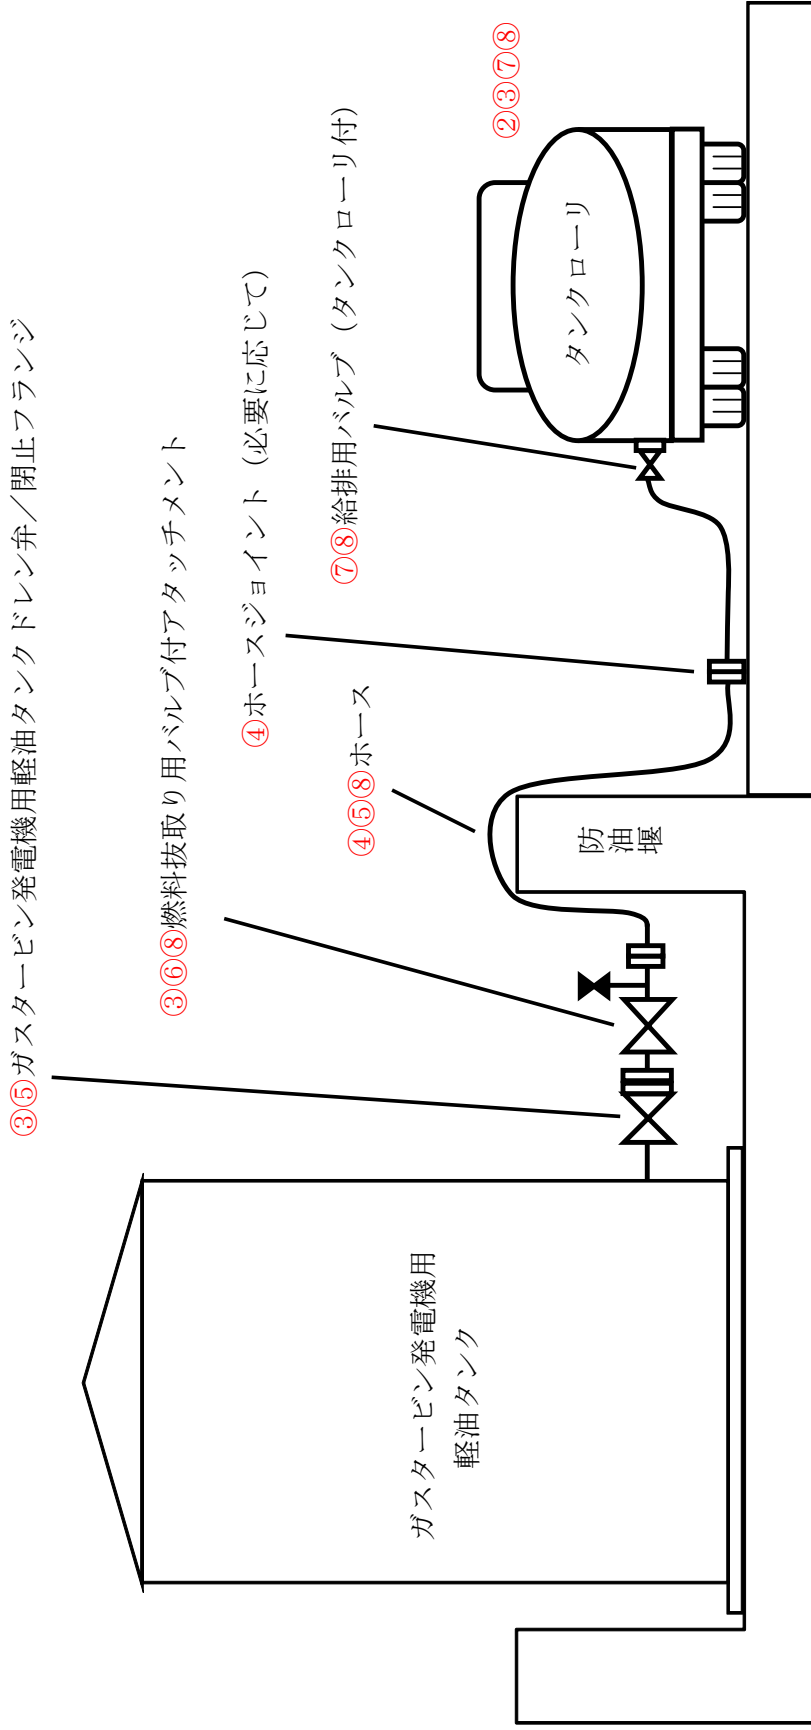 ③⑤ガスタービン発電機用軽油タンクドレン弁／閉止フランジ
③⑥⑧燃料抜取り用バルブ付アタッチメント
④ホースジョイント（必要に応じて）
⑦⑧給排用バルブ（タンクローリ付）
④⑤⑧ホース
②③⑦⑧
ガスタービン発電機用
軽油タンク
防
油
堰
タンクローリ